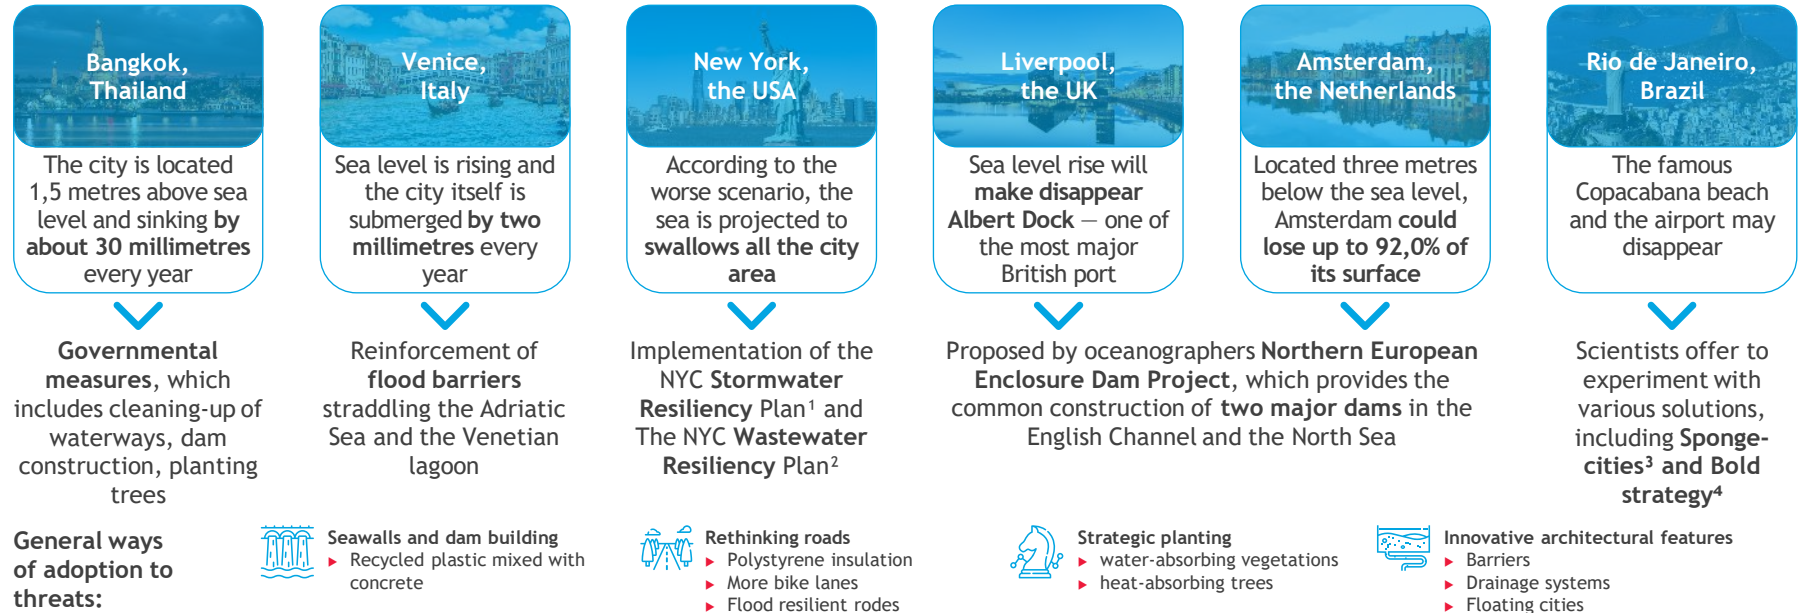 Bangkok,
Thailand
The city is located
1,5 metres above sea
level and sinking by
about 30 millimetres
every year
Governmental
measures, which
includes cleaning-up of
waterways, dam
construction, planting
trees
Venice,
Italy
Sea level is rising and
the city itself is
submerged by two
millimetres every
year
Reinforcement of
flood barriers
straddling the Adriatic
Sea and the Venetian
lagoon
New York,
the USA
According to the
worse scenario, the
sea is projected to
swallows all the city
area
Implementation of the
NYC Stormwater
Resiliency Plan¹ and
The NYC Wastewater
Resiliency Plan²
Liverpool,
the UK
Sea level rise will
make disappear
Albert Dock — one of
the most major
British port
Amsterdam,
the Netherlands
Located three metres
below the sea level,
Amsterdam could
lose up to 92,0% of
its surface
Proposed by oceanographers Northern European
Enclosure Dam Project, which provides the
common construction of two major dams in the
English Channel and the North Sea
Rio de Janeiro,
Brazil
The famous
Copacabana beach
and the airport may
disappear
Scientists offer to
experiment with
various solutions,
including Sponge-
cities³ and Bold
strategy⁴
General ways
of adoption to
threats:
Seawalls and dam building
Recycled plastic mixed with
concrete
Rethinking roads
Polystyrene insulation
More bike lanes
Flood resilient rodes
Strategic planting
water-absorbing vegetations
heat-absorbing trees
Innovative architectural features
Barriers
Drainage systems
Floating cities